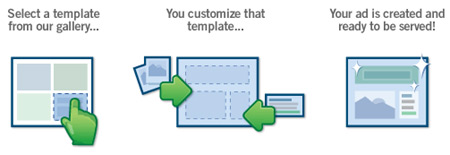 Select a template
from our gallery...
You customize that
template...
Your ad is created and
ready to be served!